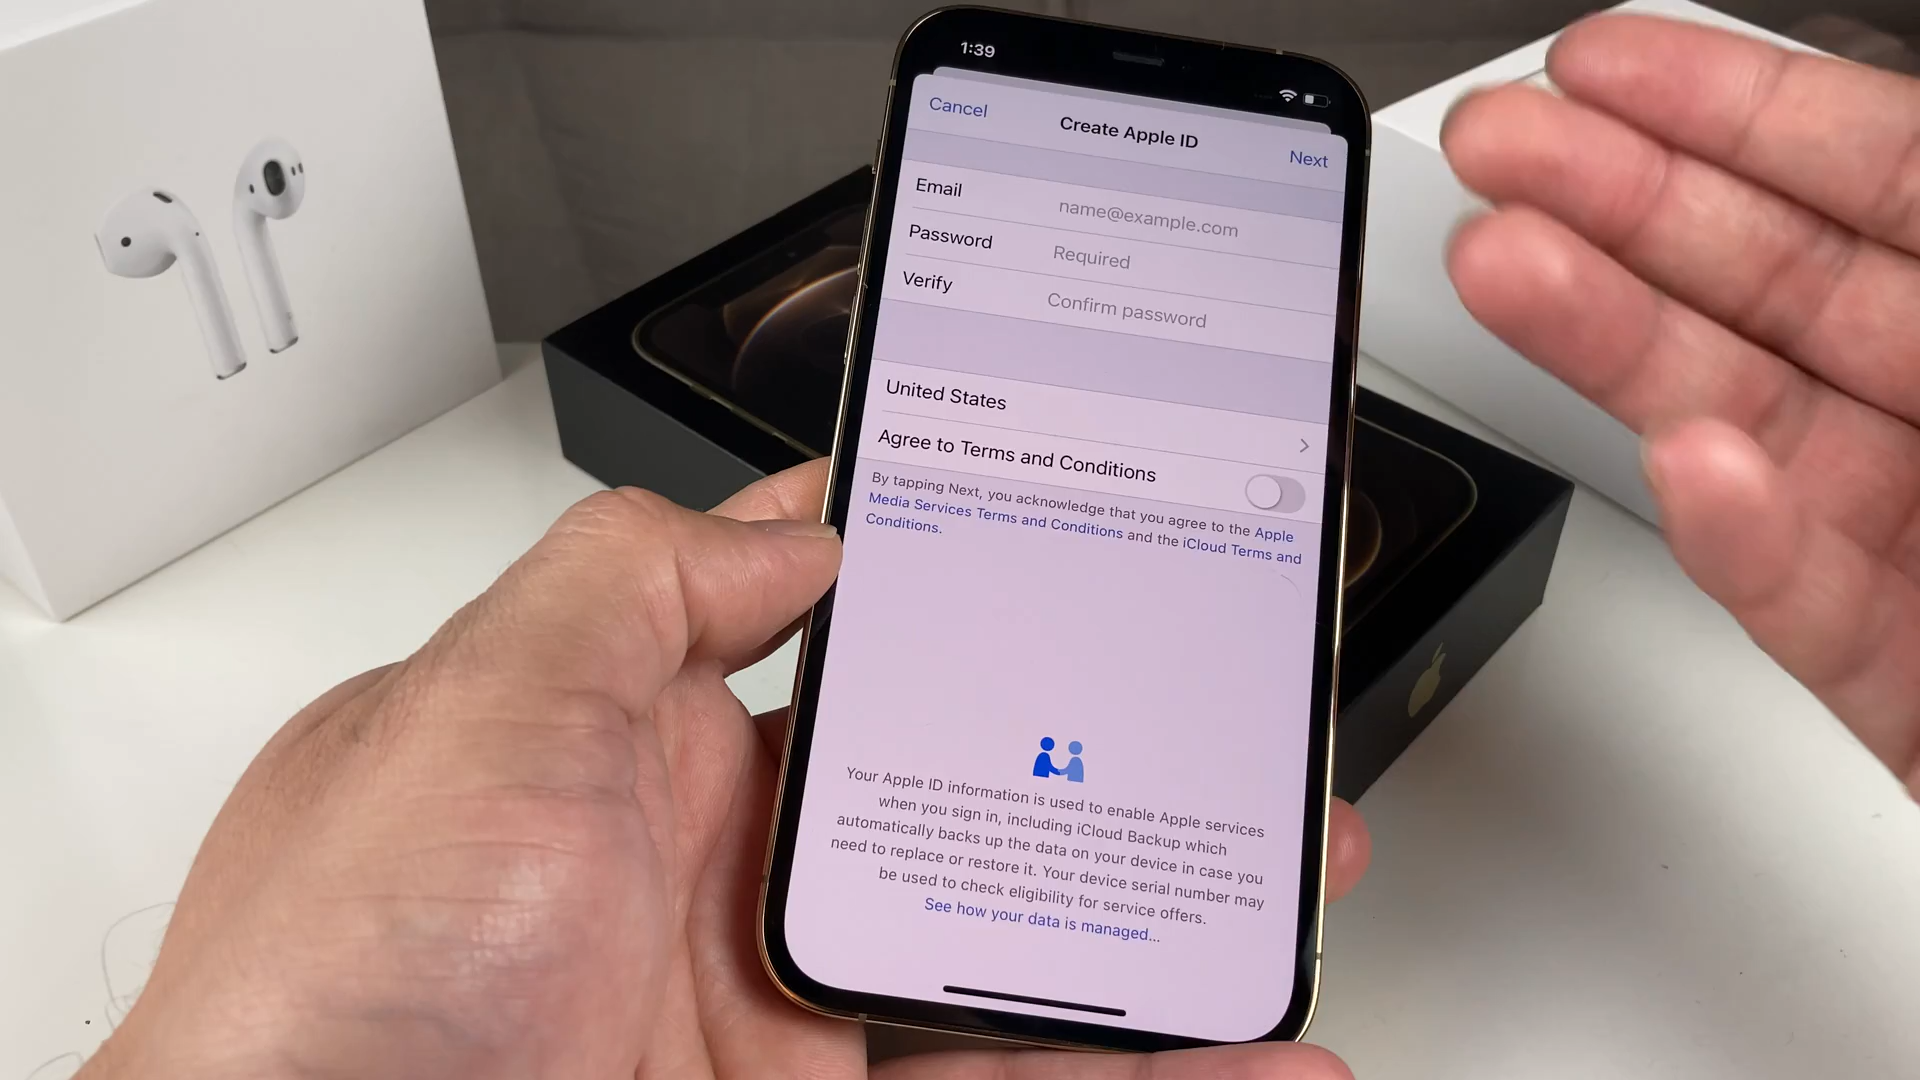 1:39
Cancel
Create Apple ID
Next
Email
name@example.com
Password
Required
Verify
Confirm password
United States
Agree to Terms and Conditions
By tapping Next, you acknowledge that you agree to the Apple
Media Services Terms and Conditions and the iCloud Terms and
Conditions.
Your Apple ID information is used to enable Apple services
when you sign in, including iCloud Backup which
automatically backs up the data on your device in case you
need to replace or restore it. Your device serial number may
be used to check eligibility for service offers.
See how your data is managed...